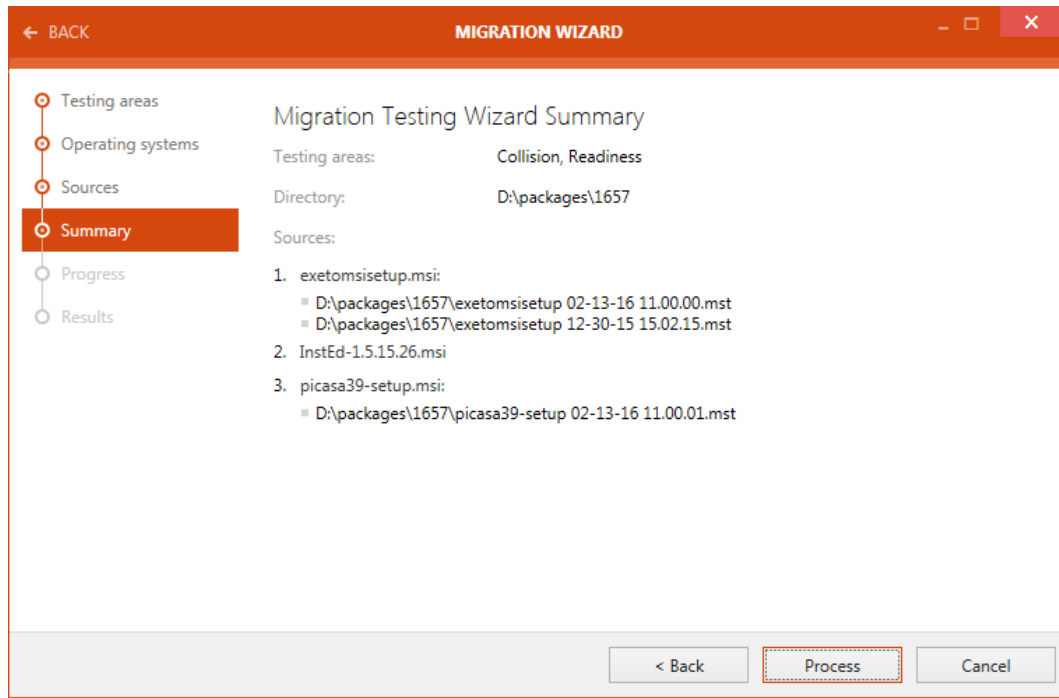 ← BACK
MIGRATION WIZARD
Testing areas
Operating systems
Sources
Summary
Progress
Results
Migration Testing Wizard Summary
Testing areas: Collision, Readiness
Directory: D:\packages\1657
Sources:
1. exetomsisetup.msi:
D:\packages\1657\exetomsisetup 02-13-16 11.00.00.mst
D:\packages\1657\exetomsisetup 12-30-15 15.02.15.mst
2. InstEd-1.5.15.26.msi
3. picasa39-setup.msi:
D:\packages\1657\picasa39-setup 02-13-16 11.00.01.mst
< Back
Process
Cancel